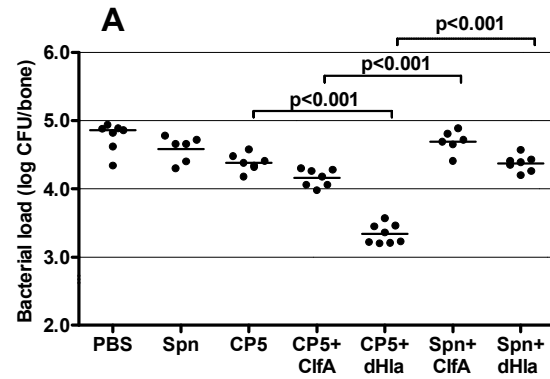 A
p<0.001
p<0.001
p<0.001
Bacterial load (log CFU/bone)
6.0
5.0
4.0
3.0
2.0
PBS Spn CP5 CP5+ CP5+ Spn+ Spn+
ClfA dHla ClfA dHla